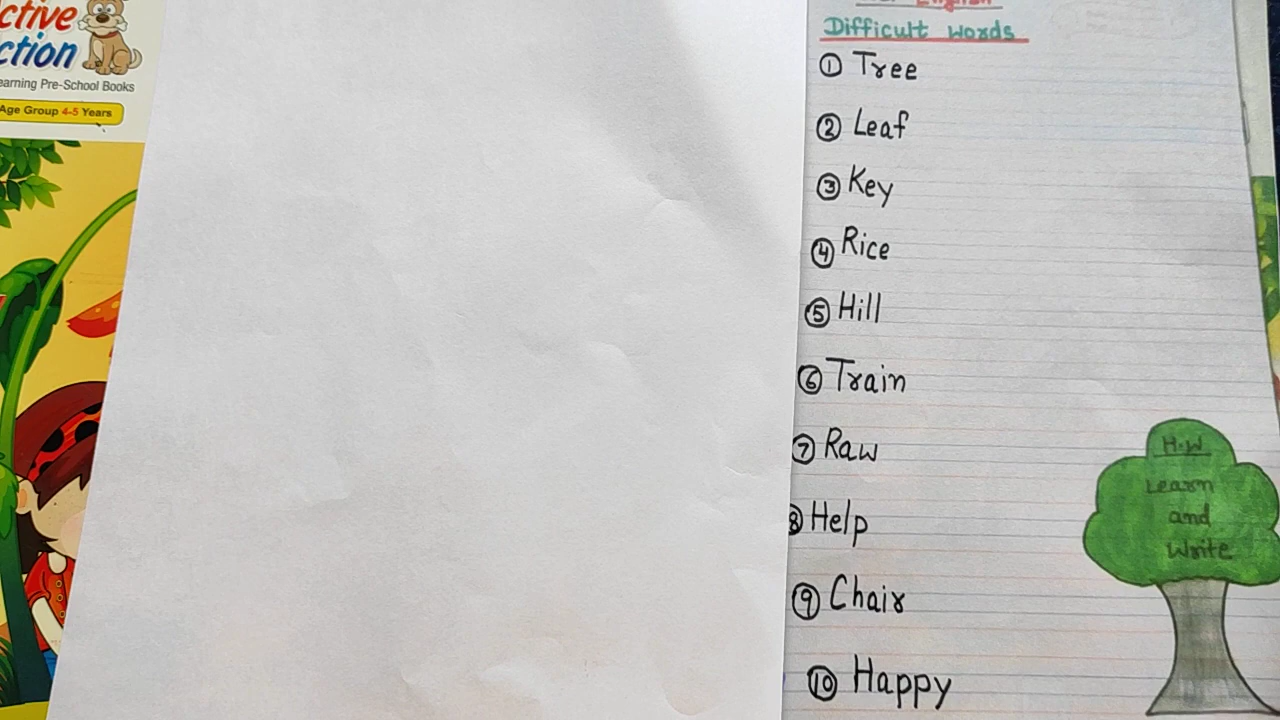 ctive
ction
earning Pre-School Books
Age Group 4-5 Years
English
Difficult words
① Tree
② Leaf
③ Key
④ Rice
⑤ Hill
⑥ Train
⑦ Raw
8 Help
⑨ Chair
⑩ Happy
H.W
Learn
and
Write